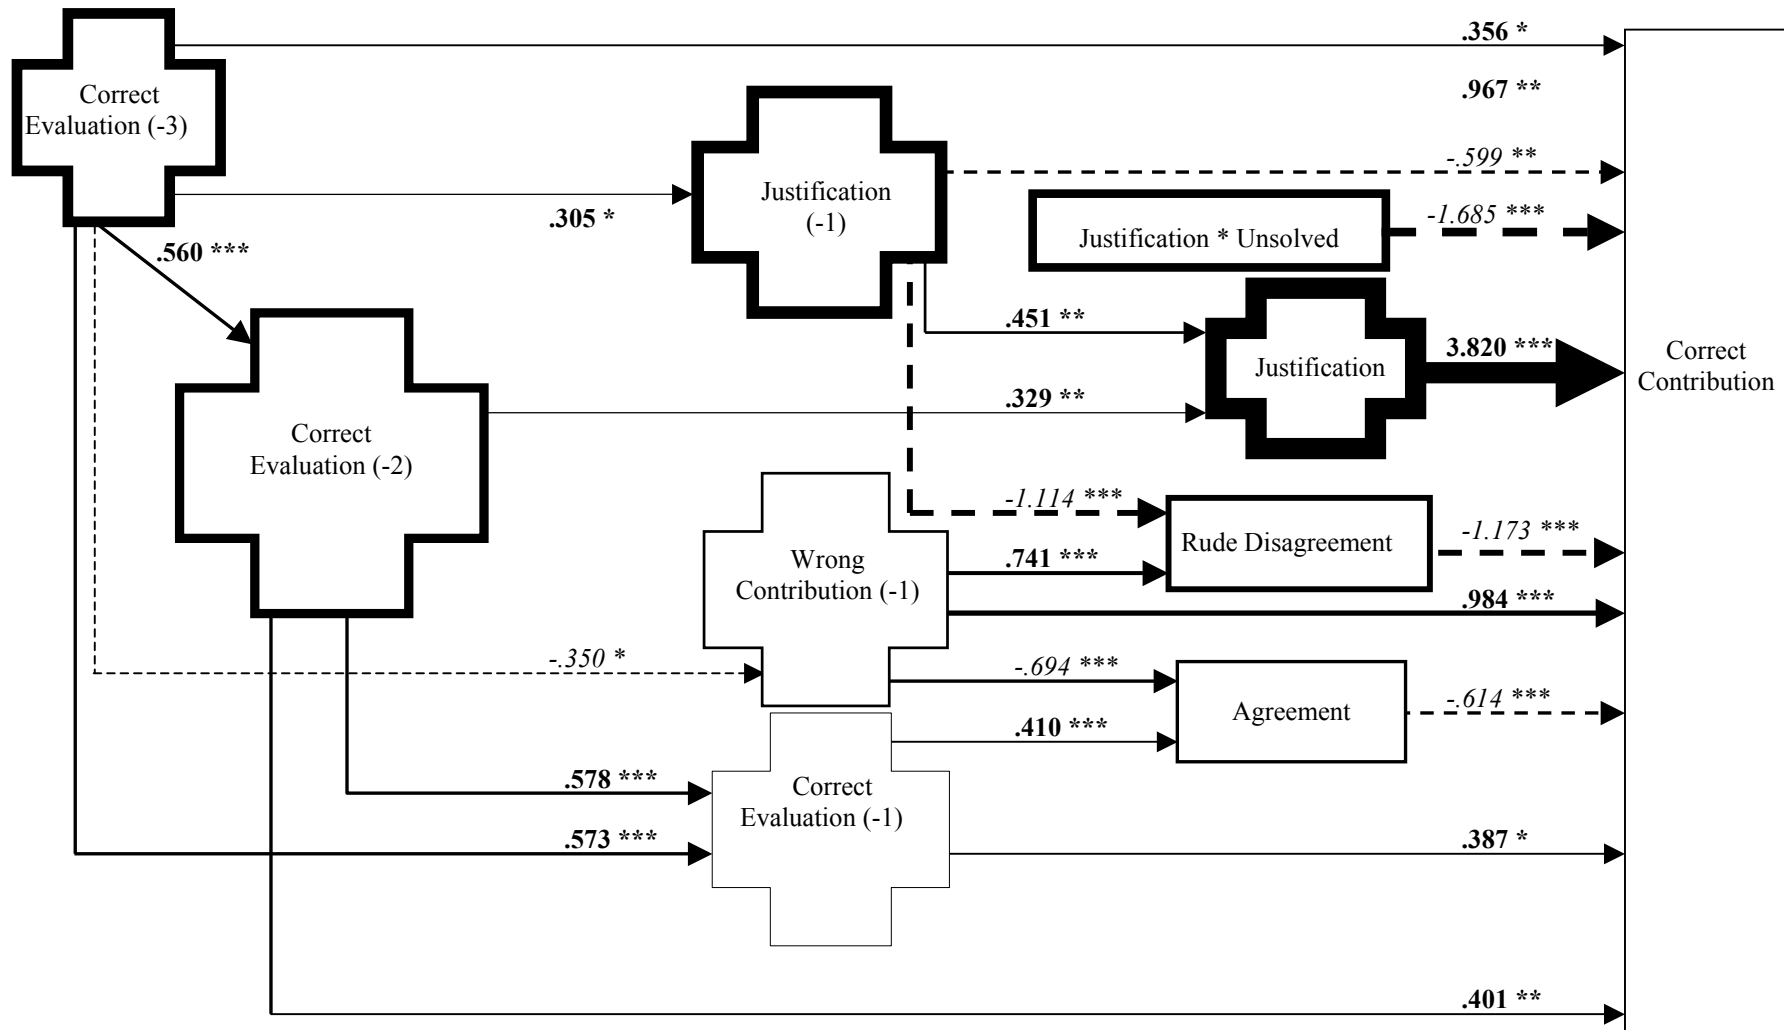 .356 *
Correct
Evaluation (-3)
.967 **
-.599 **
Justification
(-1)
.305 *
-1.685 ***
Justification * Unsolved
.560 ***
.451 **
3.820 ***
Justification
Correct
Contribution
.329 **
Correct
Evaluation (-2)
-1.114 ***
Rude Disagreement
-1.173 ***
Wrong
Contribution (-1)
.741 ***
.984 ***
-.350 *
-.694 ***
Agreement
-.614 ***
.410 ***
.578 ***
Correct
Evaluation (-1)
.573 ***
.387 *
.401 **